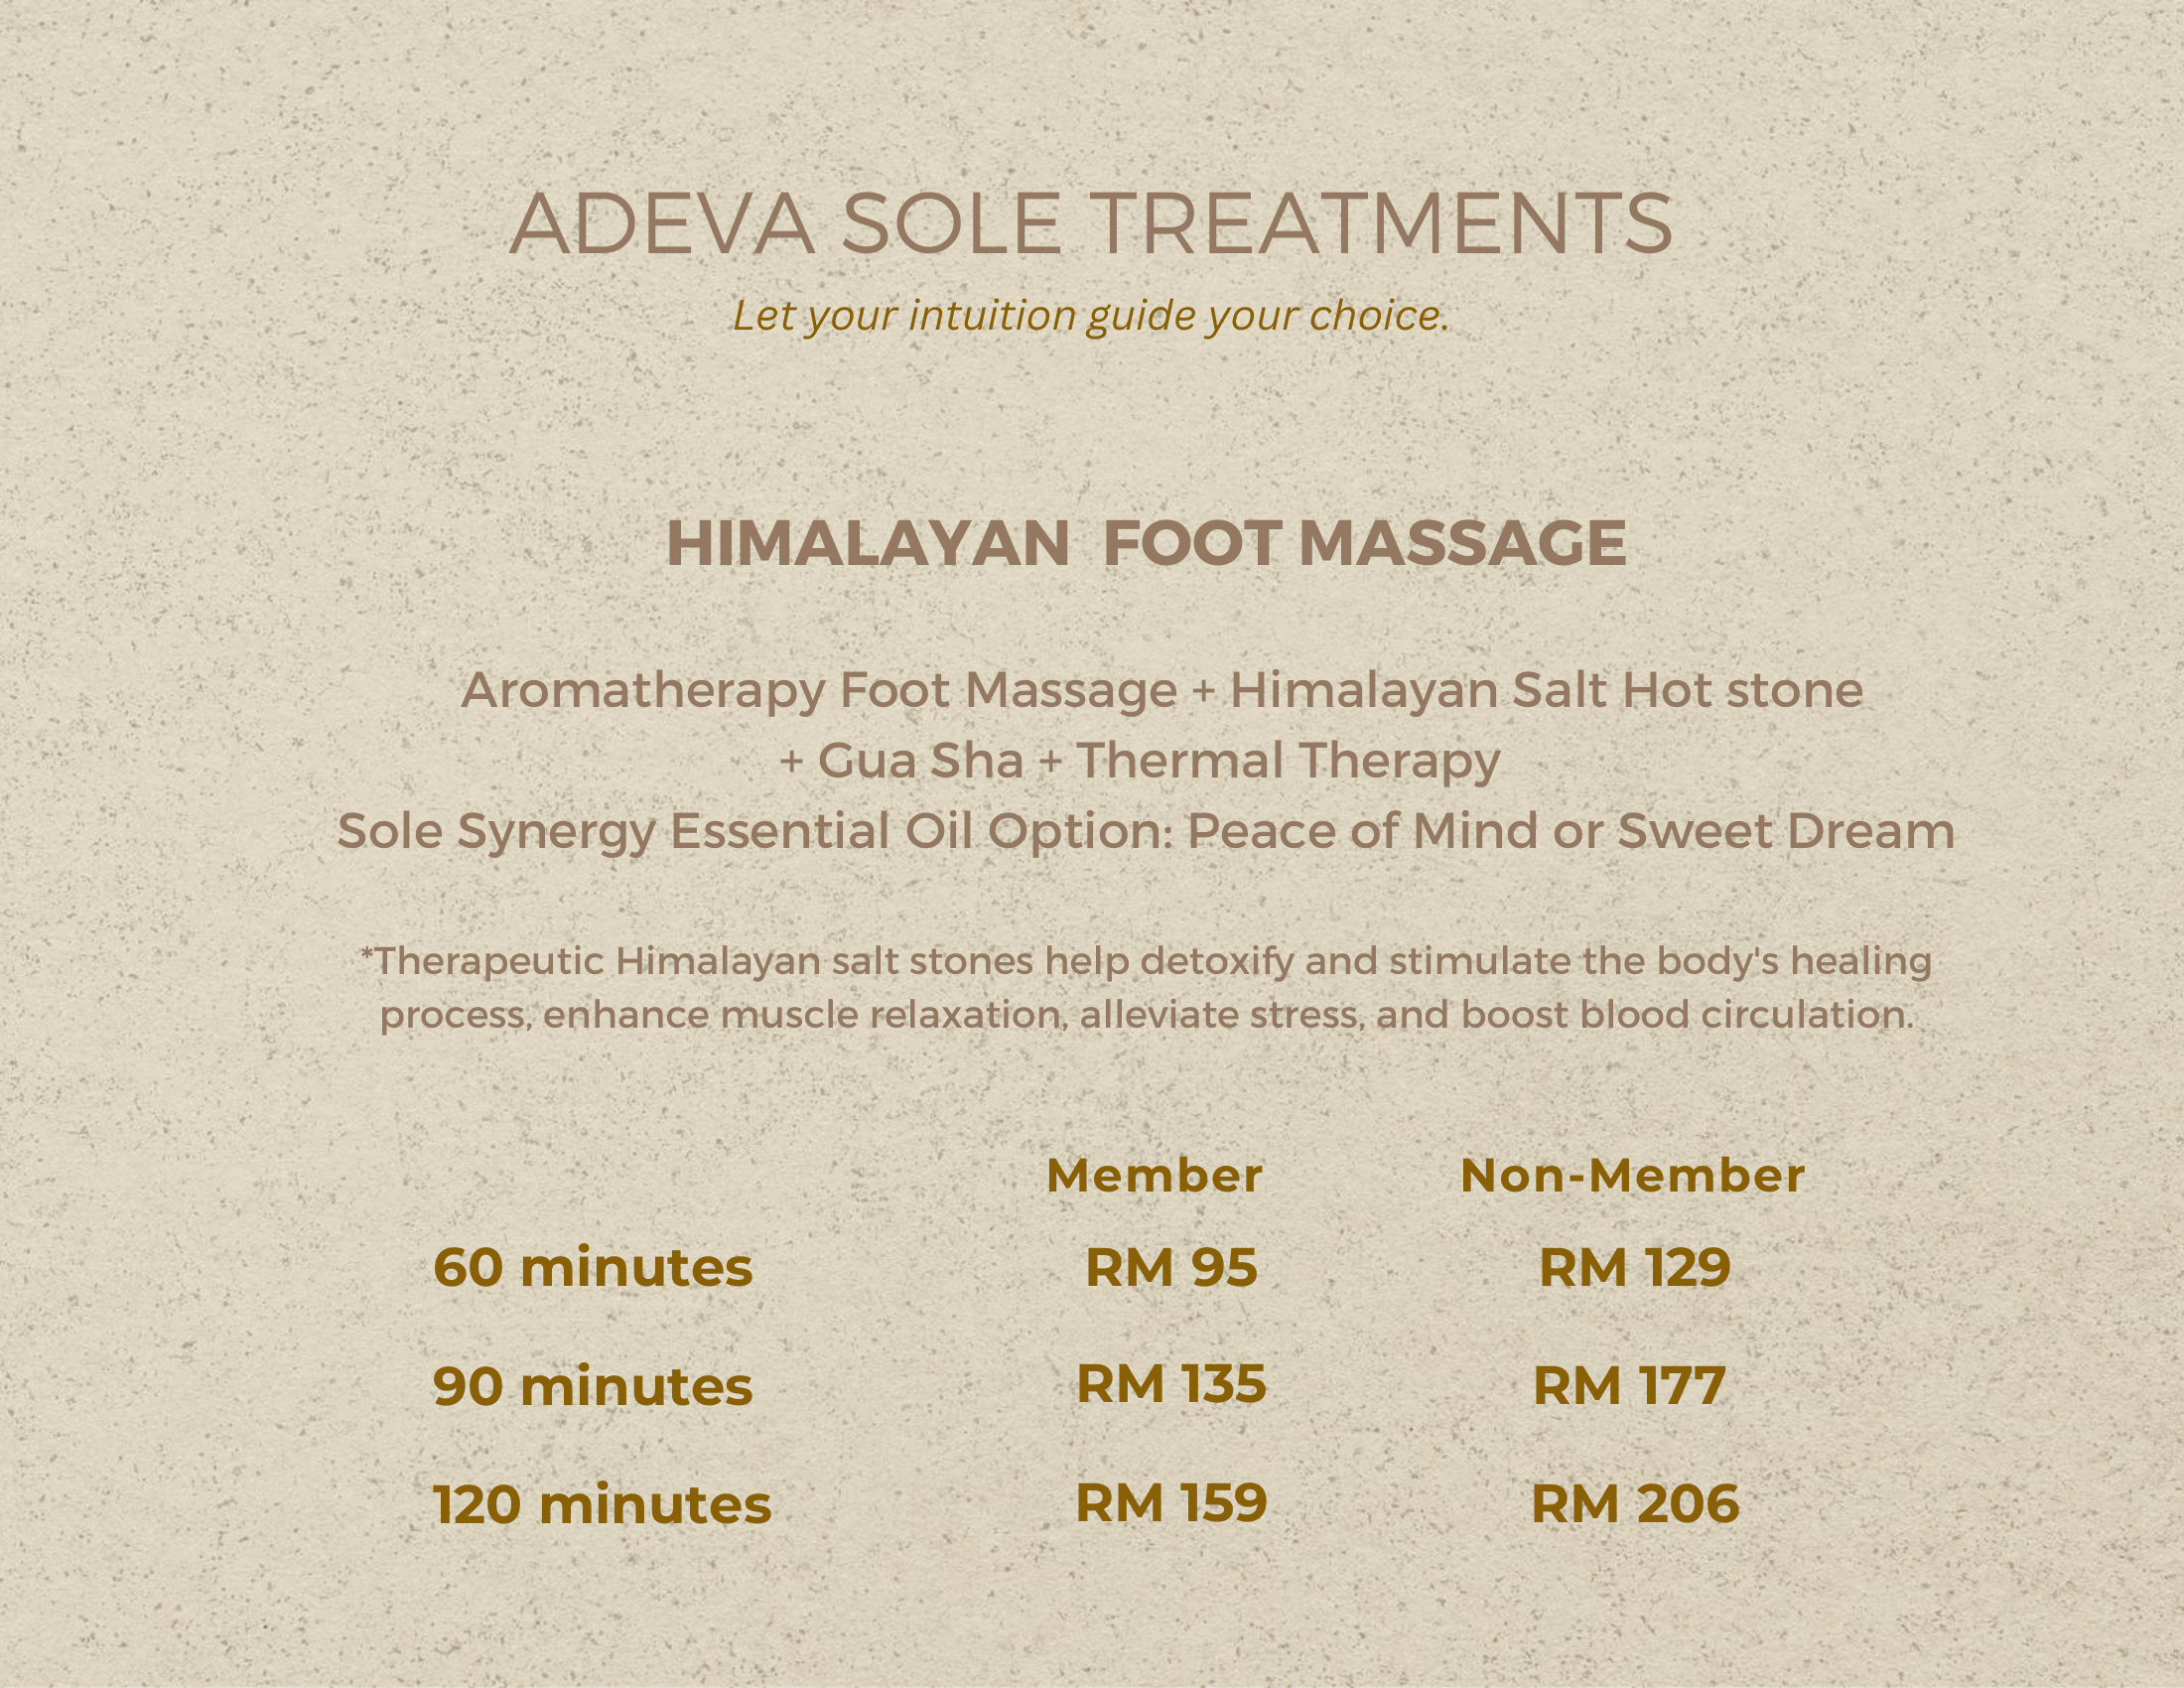 ADEVA SOLE TREATMENTS
Let your intuition guide your choice.
HIMALAYAN FOOT MASSAGE
Aromatherapy Foot Massage + Himalayan Salt Hot stone
+ Gua Sha + Thermal Therapy
Sole Synergy Essential Oil Option: Peace of Mind or Sweet Dream
*Therapeutic Himalayan salt stones help detoxify and stimulate the body's healing
process, enhance muscle relaxation, alleviate stress, and boost blood circulation.
Member Non-Member
60 minutes RM 95 RM 129
90 minutes RM 135 RM 177
120 minutes RM 159 RM 206